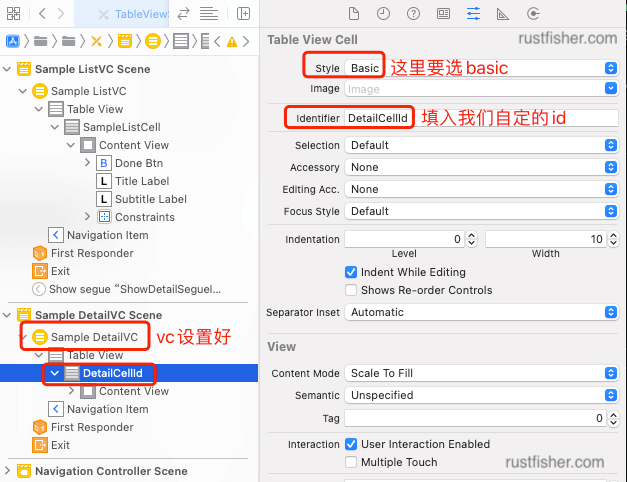 TableViewS
Table View Cell
rustfisher.com
Style Basic 这里要选basic
Image Image
Identifier DetailCellId 填入我们自定的id
Selection Default
Accessory None
Editing Acc. None
Focus Style Default
Indentation 0 10
Level Width
Indent While Editing
Shows Re-order Controls
Separator Inset Automatic
View
Content Mode Scale To Fill
Semantic Unspecified
Tag 0
Interaction User Interaction Enabled
Multiple Touch
rustfisher.com
Sample ListVC Scene
Sample ListVC
Table View
SampleListCell
Content View
B Done Btn
L Title Label
L Subtitle Label
Constraints
Navigation Item
First Responder
Exit
Show segue “ShowDetailSegueI...
Sample DetailVC Scene
Sample DetailVC vc设置好
Table View
DetailCellId
Content View
Navigation Item
First Responder
Exit
Navigation Controller Scene